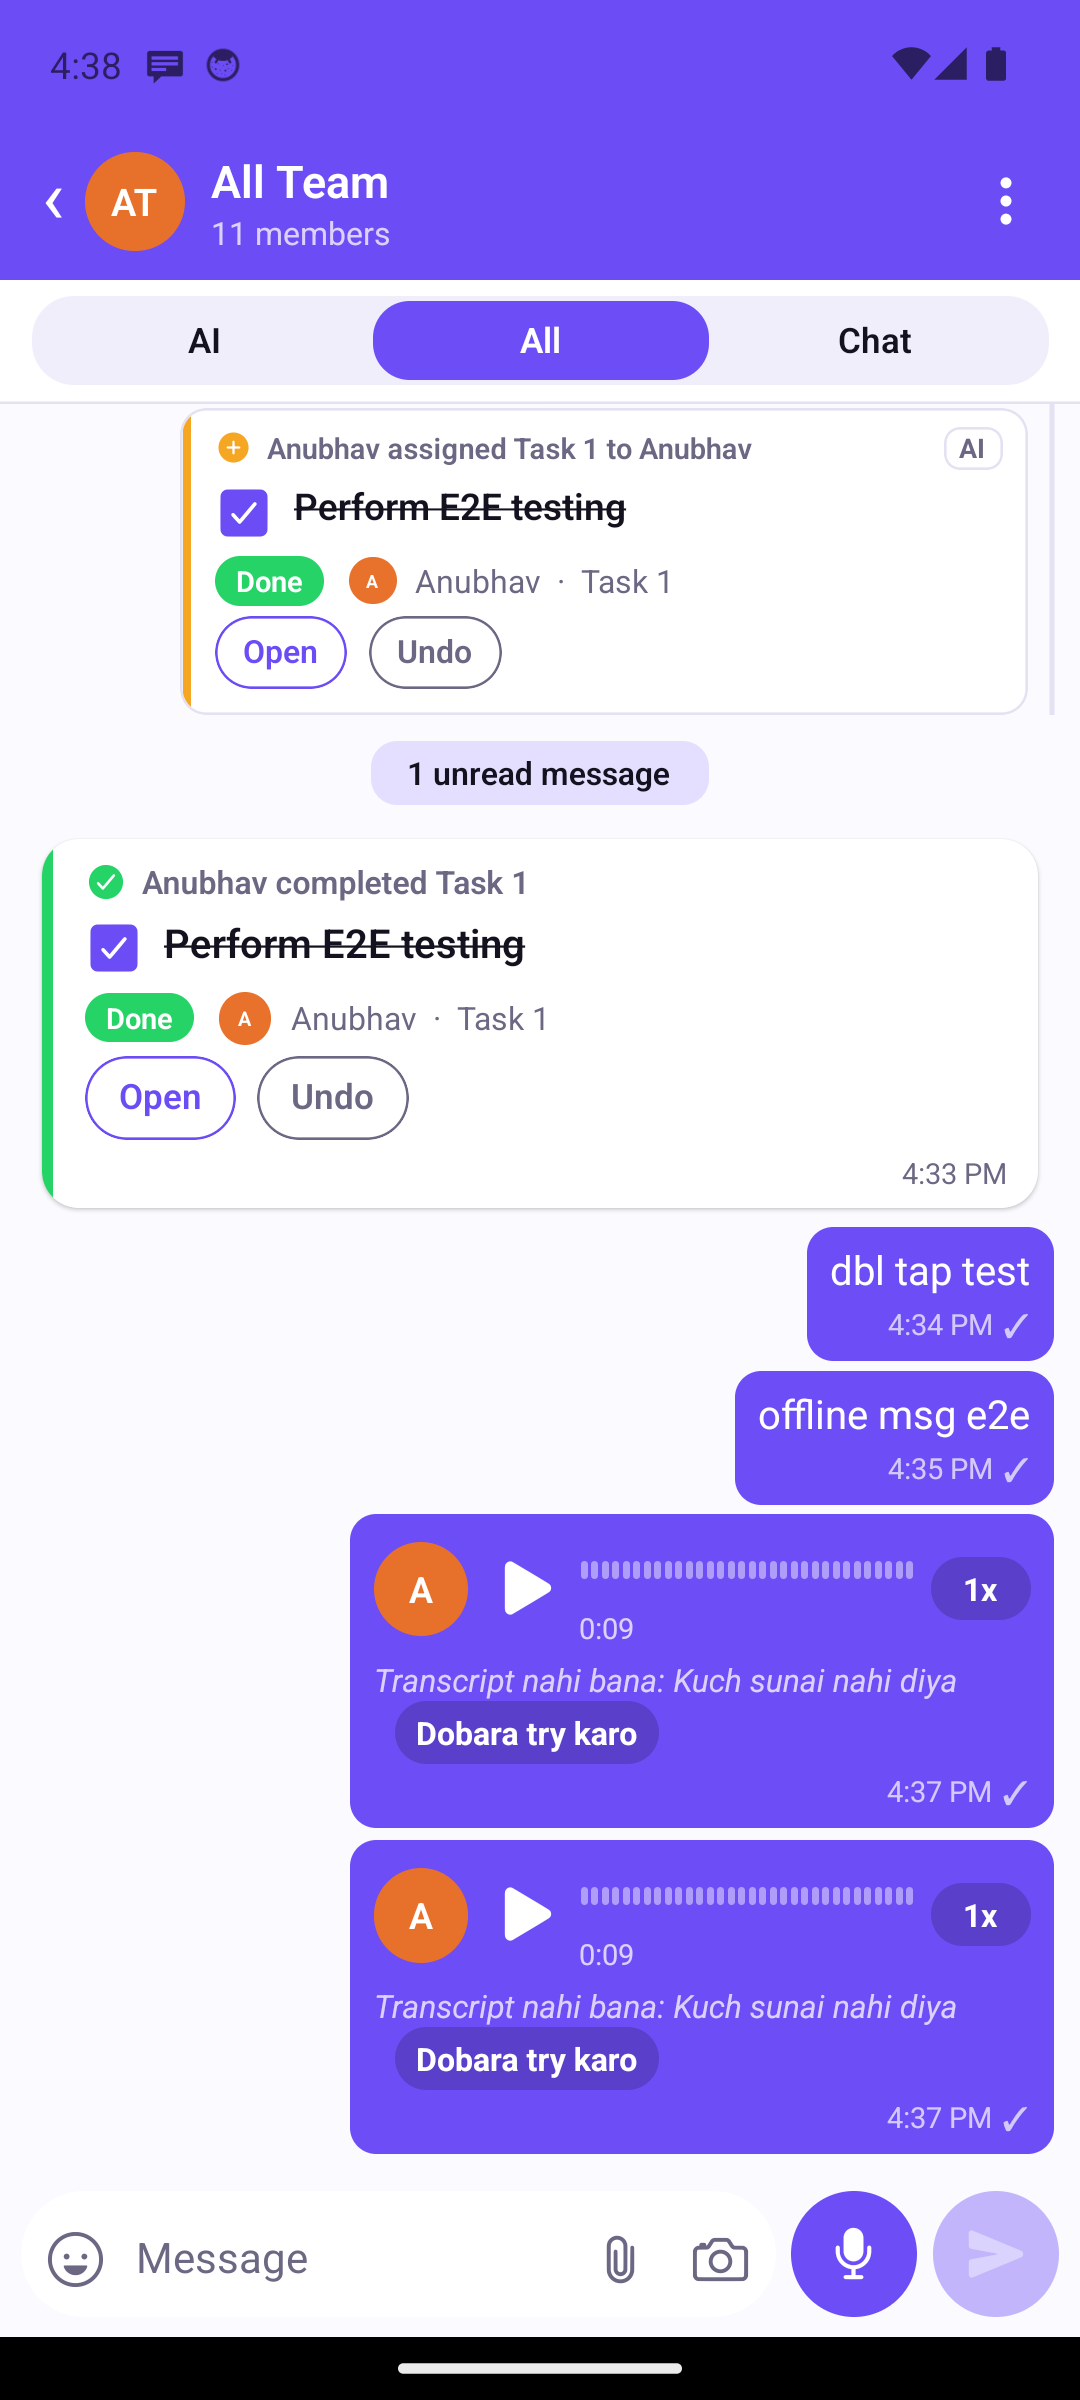 4:38
AT
All Team
11 members
AI
All
Chat
Anubhav assigned Task 1 to Anubhav
AI
Perform E2E testing
Done
A
Anubhav · Task 1
Open
Undo
1 unread message
Anubhav completed Task 1
Perform E2E testing
Done
A
Anubhav · Task 1
Open
Undo
4:33 PM
dbl tap test
4:34 PM
offline msg e2e
4:35 PM
A
1x
0:09
Transcript nahi bana: Kuch sunai nahi diya
Dobara try karo
4:37 PM
A
1x
0:09
Transcript nahi bana: Kuch sunai nahi diya
Dobara try karo
4:37 PM
Message